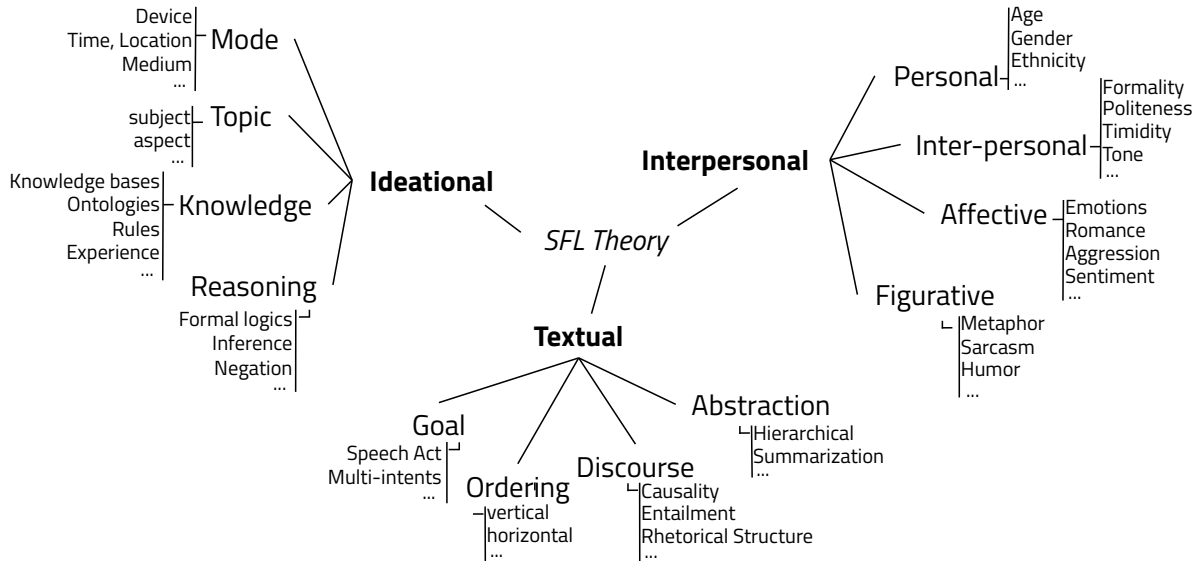 SFL Theory
Ideational
Mode
Device
Time, Location
Medium
...
Topic
subject
aspect
...
Knowledge
Knowledge bases
Ontologies
Rules
Experience
...
Reasoning
Formal logics
Inference
Negation
...
Interpersonal
Personal
Age
Gender
Ethnicity
...
Inter-personal
Formality
Politeness
Timidity
Tone
...
Affective
Emotions
Romance
Aggression
Sentiment
...
Figurative
Metaphor
Sarcasm
Humor
...
Textual
Goal
Speech Act
Multi-intents
...
Ordering
vertical
horizontal
...
Discourse
Causality
Entailment
Rhetorical Structure
...
Abstraction
Hierarchical
Summarization
...